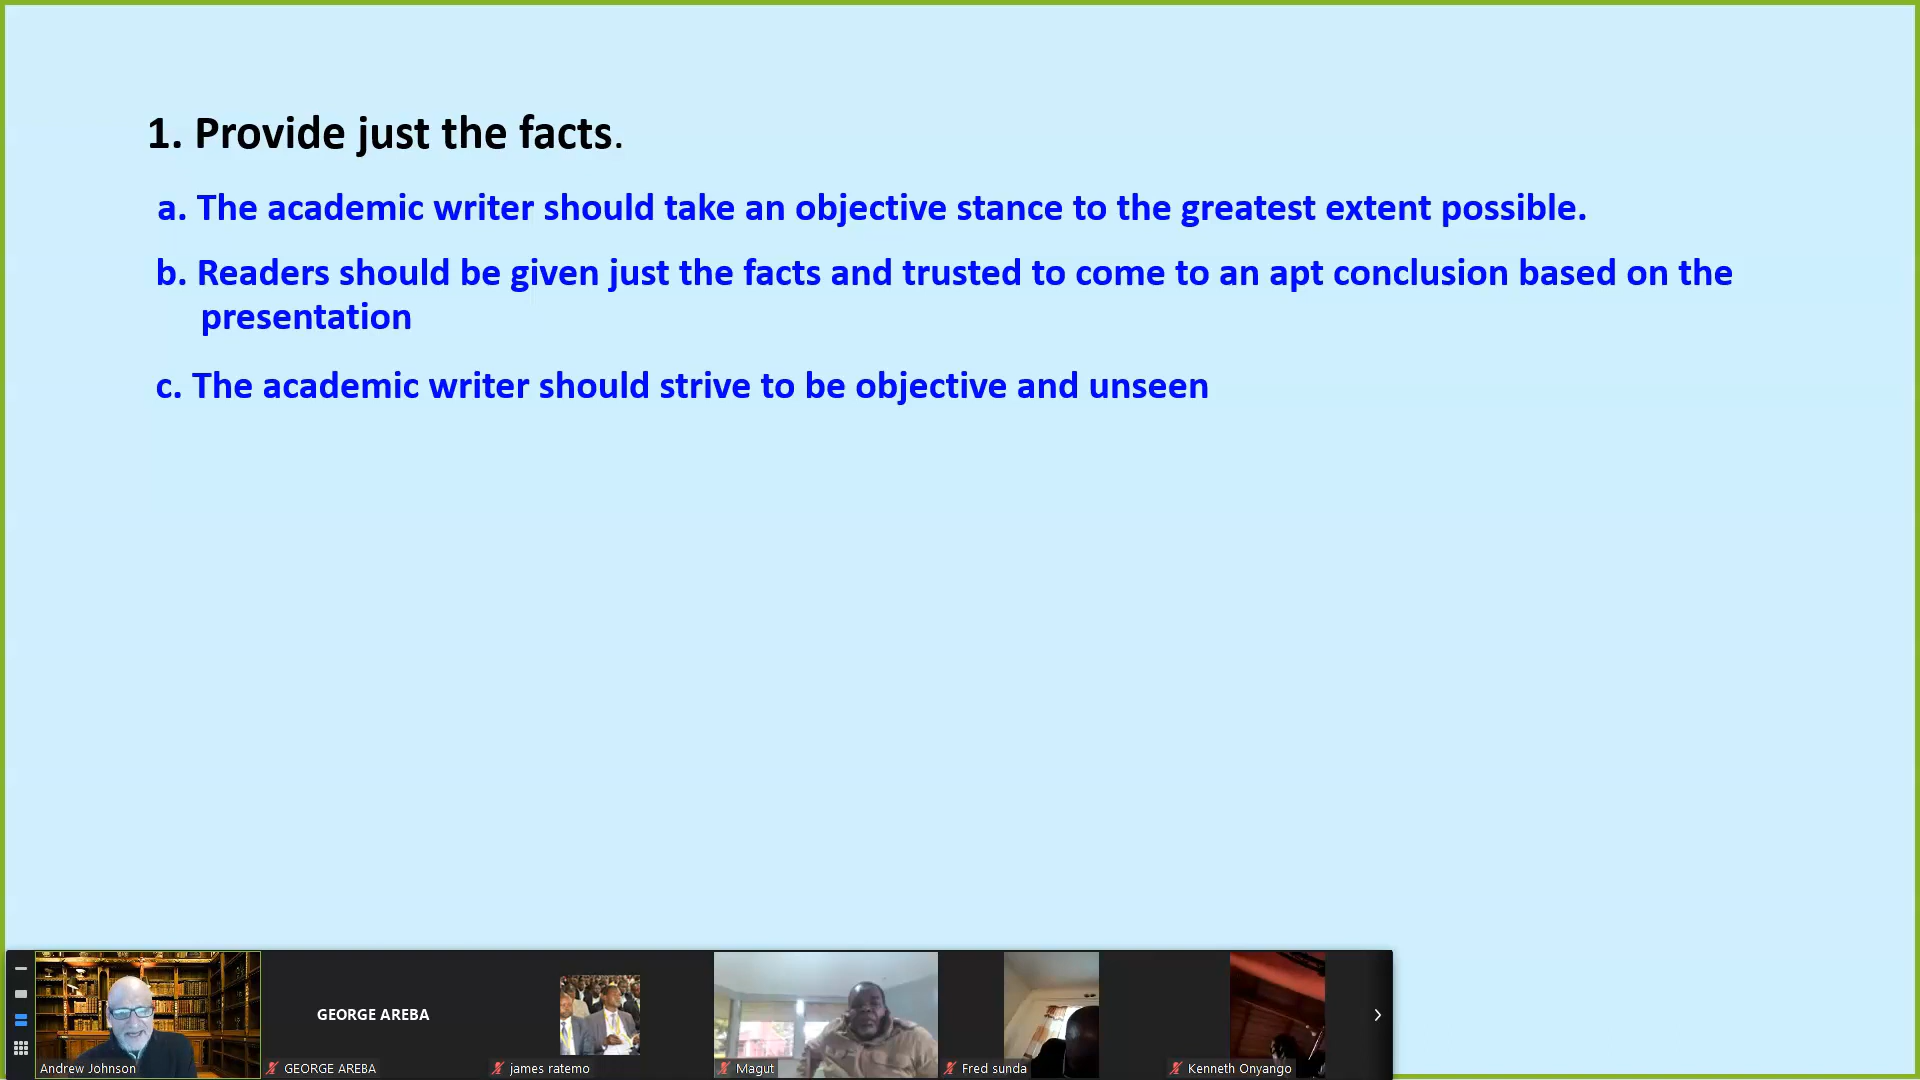 1. Provide just the facts.
a. The academic writer should take an objective stance to the greatest extent possible.
b. Readers should be given just the facts and trusted to come to an apt conclusion based on the
presentation
c. The academic writer should strive to be objective and unseen
GEORGE AREBA
Andrew Johnson
GEORGE AREBA
james ratemo
Magut
Fred sunda
Kenneth Onyango